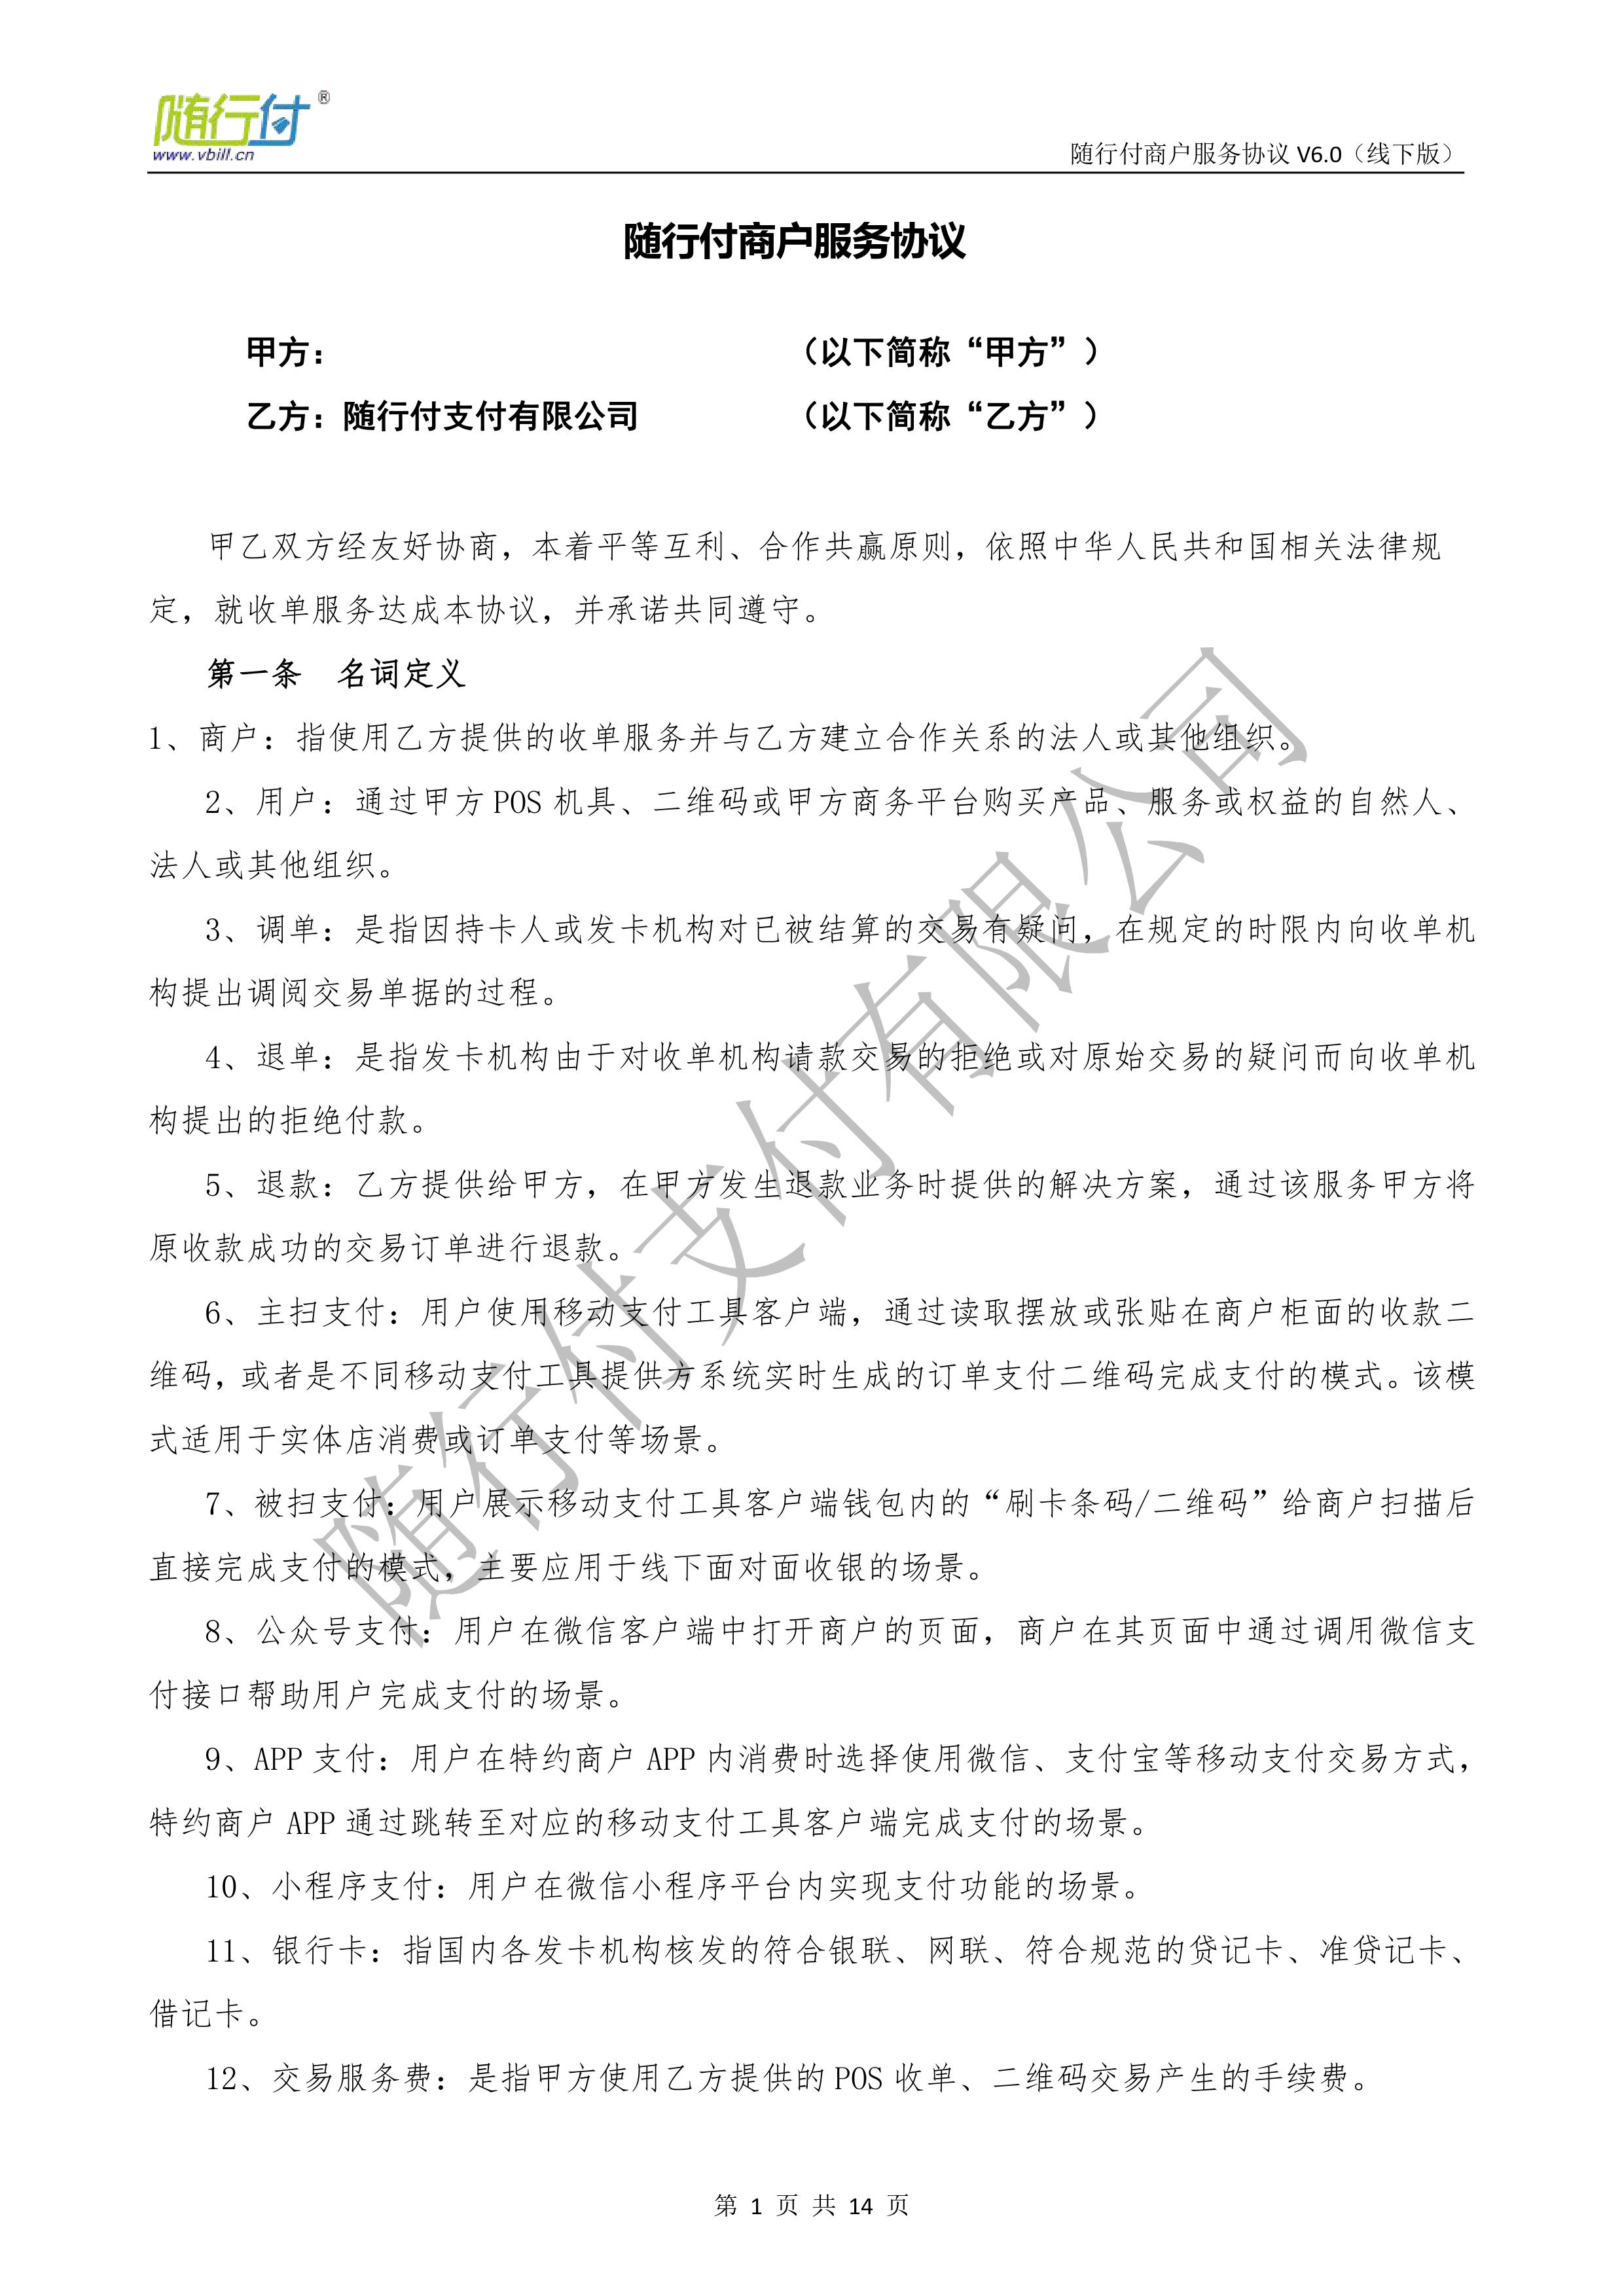 随行付®
www.vbill.cn
随行付商户服务协议 V6.0（线下版）
随行付商户服务协议
甲方： （以下简称“甲方”）
乙方：随行付支付有限公司 （以下简称“乙方”）
甲乙双方经友好协商，本着平等互利、合作共赢原则，依照中华人民共和国相关法律规
定，就收单服务达成本协议，并承诺共同遵守。
第一条 名词定义
1、商户：指使用乙方提供的收单服务并与乙方建立合作关系的法人或其他组织。
2、用户：通过甲方 POS 机具、二维码或甲方商务平台购买产品、服务或权益的自然人、
法人或其他组织。
3、调单：是指因持卡人或发卡机构对已被结算的交易有疑问，在规定的时限内向收单机
构提出调阅交易单据的过程。
4、退单：是指发卡机构由于对收单机构请款交易的拒绝或对原始交易的疑问而向收单机
构提出的拒绝付款。
5、退款：乙方提供给甲方，在甲方发生退款业务时提供的解决方案，通过该服务甲方将
原收款成功的交易订单进行退款。
6、主扫支付：用户使用移动支付工具客户端，通过读取摆放或张贴在商户柜面的收款二
维码，或者是不同移动支付工具提供方系统实时生成的订单支付二维码完成支付的模式。该模
式适用于实体店消费或订单支付等场景。
7、被扫支付：用户展示移动支付工具客户端钱包内的“刷卡条码/二维码”给商户扫描后
直接完成支付的模式，主要应用于线下面对面收银的场景。
8、公众号支付：用户在微信客户端中打开商户的页面，商户在其页面中通过调用微信支
付接口帮助用户完成支付的场景。
9、APP 支付：用户在特约商户 APP 内消费时选择使用微信、支付宝等移动支付交易方式，
特约商户 APP 通过跳转至对应的移动支付工具客户端完成支付的场景。
10、小程序支付：用户在微信小程序平台内实现支付功能的场景。
11、银行卡：指国内各发卡机构核发的符合银联、网联、符合规范的贷记卡、准贷记卡、
借记卡。
12、交易服务费：是指甲方使用乙方提供的 POS 收单、二维码交易产生的手续费。
随行付支付有限公司
第 1 页 共 14 页